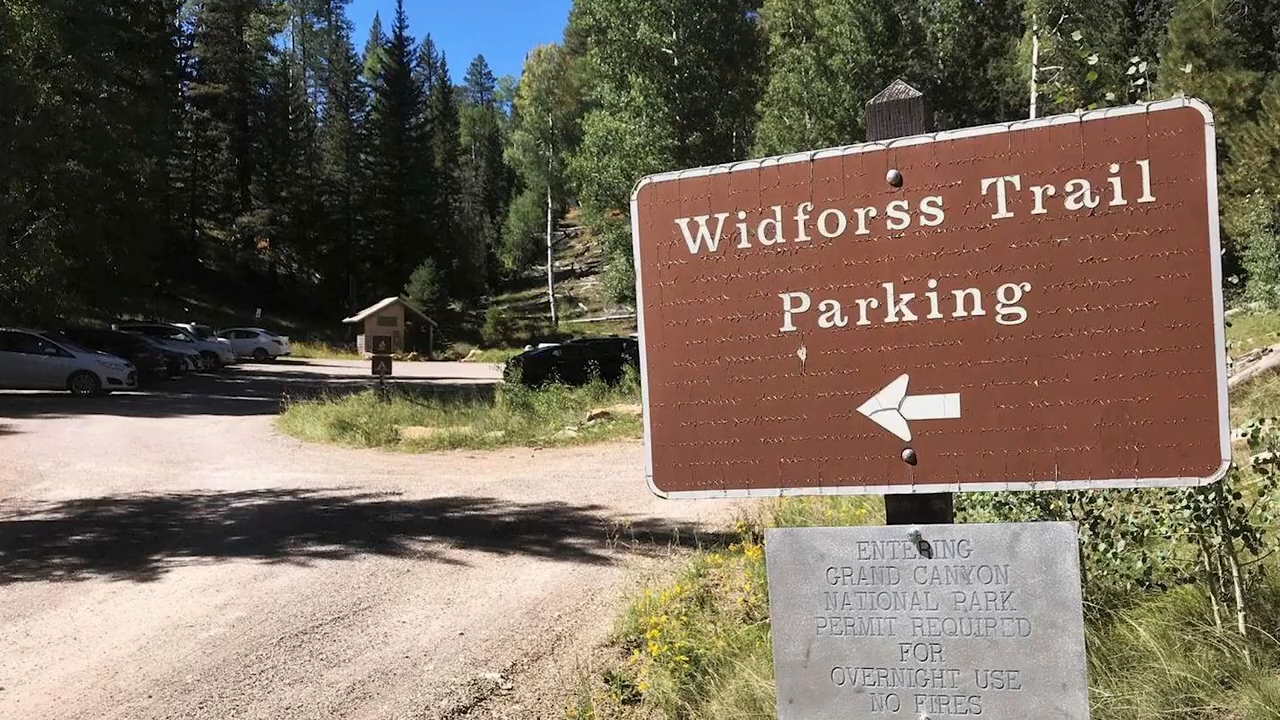 Widforss Trail
Parking
ENTERING
GRAND CANYON
NATIONAL PARK
PERMIT REQUIRED
FOR
OVERNIGHT USE
NO FIRES